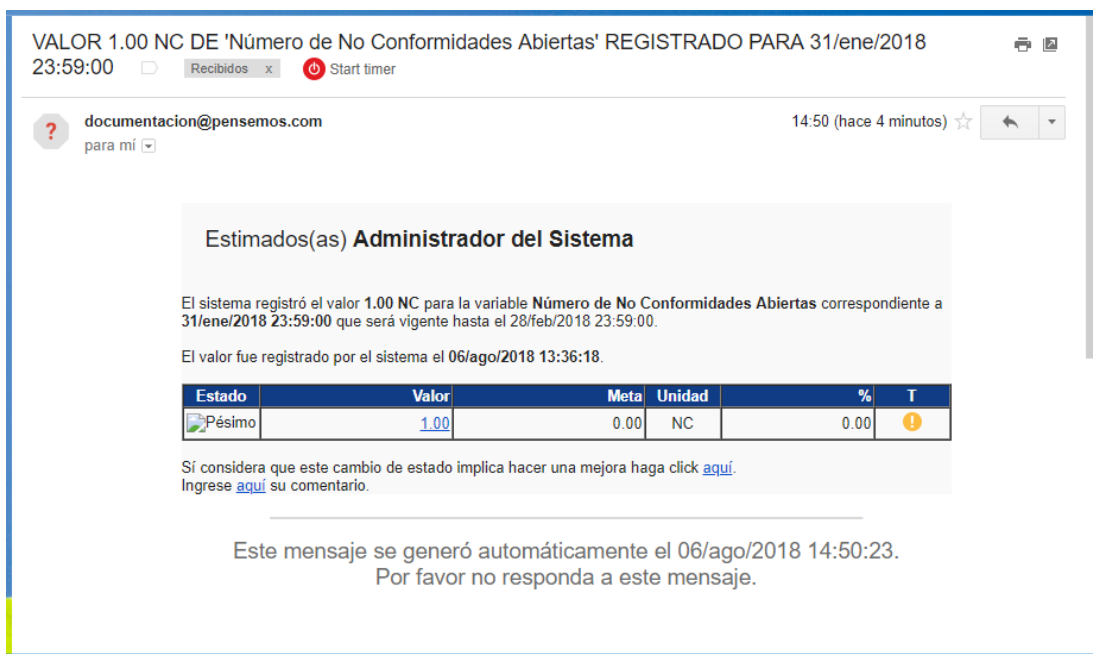 VALOR 1.00 NC DE 'Número de No Conformidades Abiertas' REGISTRADO PARA 31/ene/2018
23:59:00 Recibidos x Start timer
documentacion@pensemos.com 14:50 (hace 4 minutos)
para mí
Estimados(as) Administrador del Sistema
El sistema registró el valor 1.00 NC para la variable Número de No Conformidades Abiertas correspondiente a
31/ene/2018 23:59:00 que será vigente hasta el 28/feb/2018 23:59:00.
El valor fue registrado por el sistema el 06/ago/2018 13:36:18.
Estado Valor Meta Unidad % T
Pésimo 1.00 0.00 NC 0.00
Sí considera que este cambio de estado implica hacer una mejora haga click aquí.
Ingrese aquí su comentario.
Este mensaje se generó automáticamente el 06/ago/2018 14:50:23.
Por favor no responda a este mensaje.